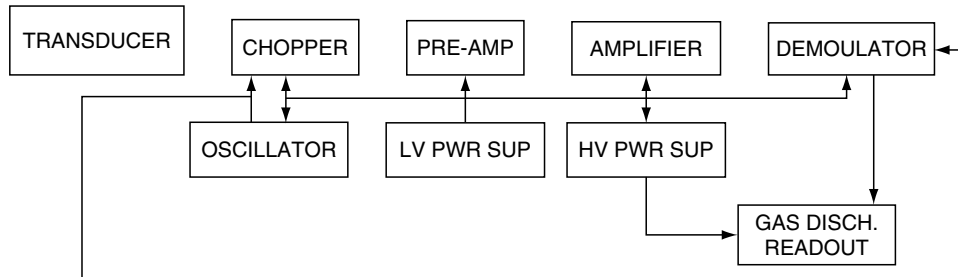 TRANSDUCER
CHOPPER
PRE-AMP
AMPLIFIER
DEMOULATOR
OSCILLATOR
LV PWR SUP
HV PWR SUP
GAS DISCH.
READOUT